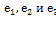 e₁, e₂ и e₃